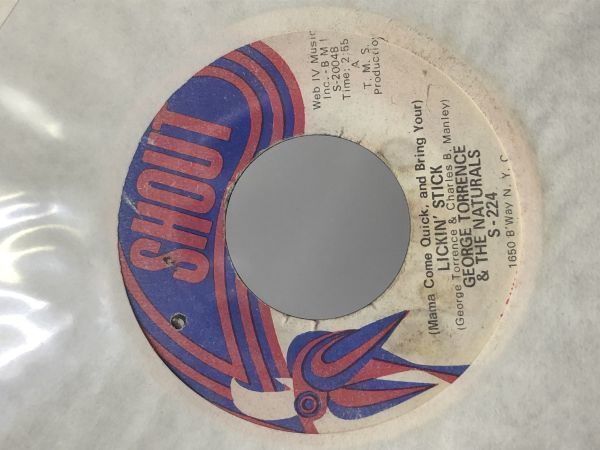 SHOUT
Web IV Music
Inc.-B M I
S-20048
Time: 2:55
A
T. M. S.
Production
(Mama Come Quick, and Bring Your)
LICKIN' STICK
(George Torrence & Charles B. Manley)
GEORGE TORRENCE
& THE NATURALS
S-224
1650 B'Way N. Y. C